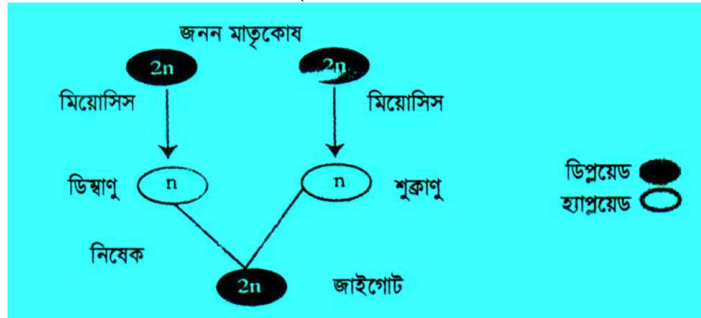 জনন মাতৃকোষ
2n 2n
মিয়োসিস মিয়োসিস
ডিম্বাণু n n শুক্রাণু
ডিপ্লয়েড
হ্যাপ্লয়েড
নিষেক
2n জাইগোট